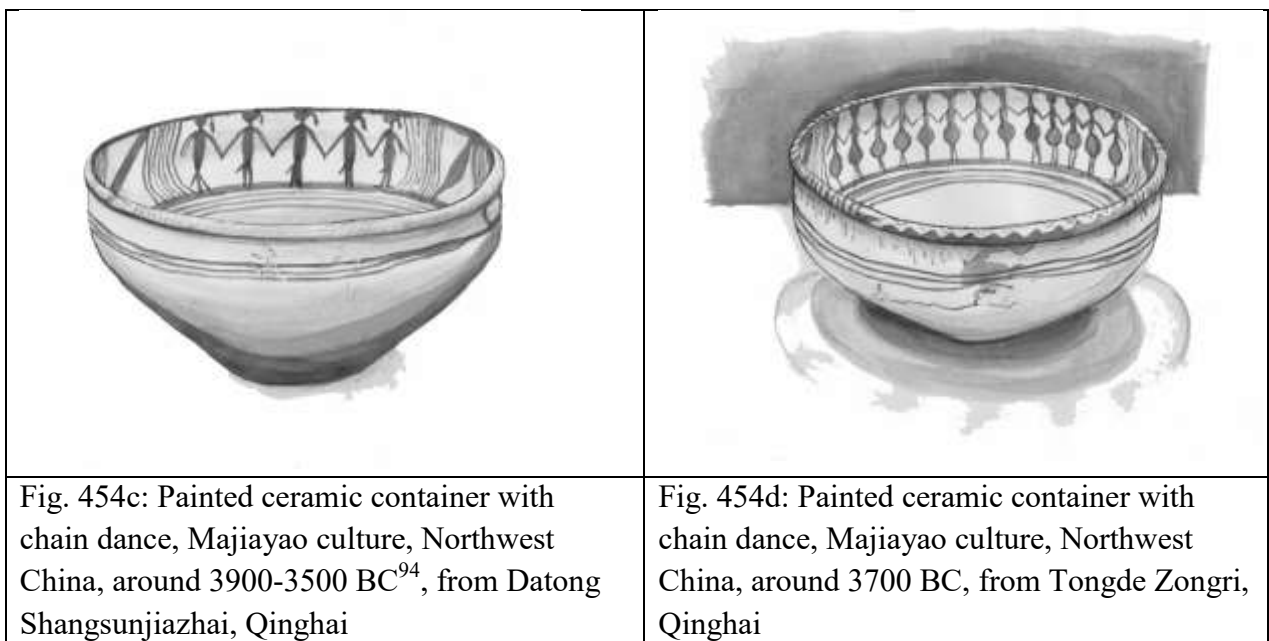 Fig. 454c: Painted ceramic container with
chain dance, Majiayao culture, Northwest
China, around 3900-3500 BC94, from Datong
Shangsunjiazhai, Qinghai
Fig. 454d: Painted ceramic container with
chain dance, Majiayao culture, Northwest
China, around 3700 BC, from Tongde Zongri,
Qinghai